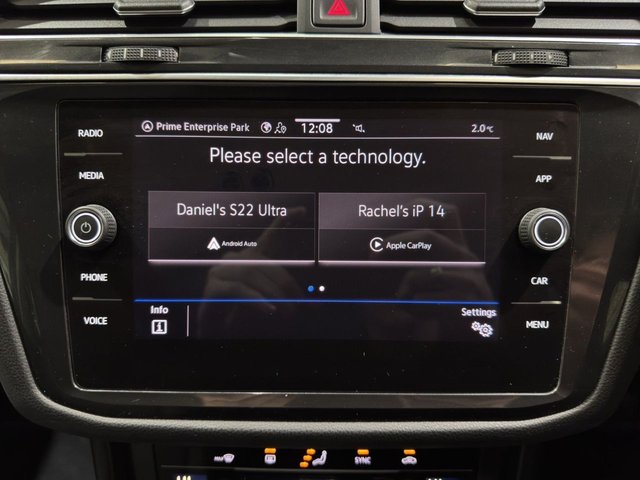 RADIO
MEDIA
PHONE
VOICE
Prime Enterprise Park
12:08
2.0°C
Please select a technology.
Daniel's S22 Ultra
Android Auto
Rachel's iP 14
Apple CarPlay
Info
Settings
NAV
APP
CAR
MENU
MAX
SYNC